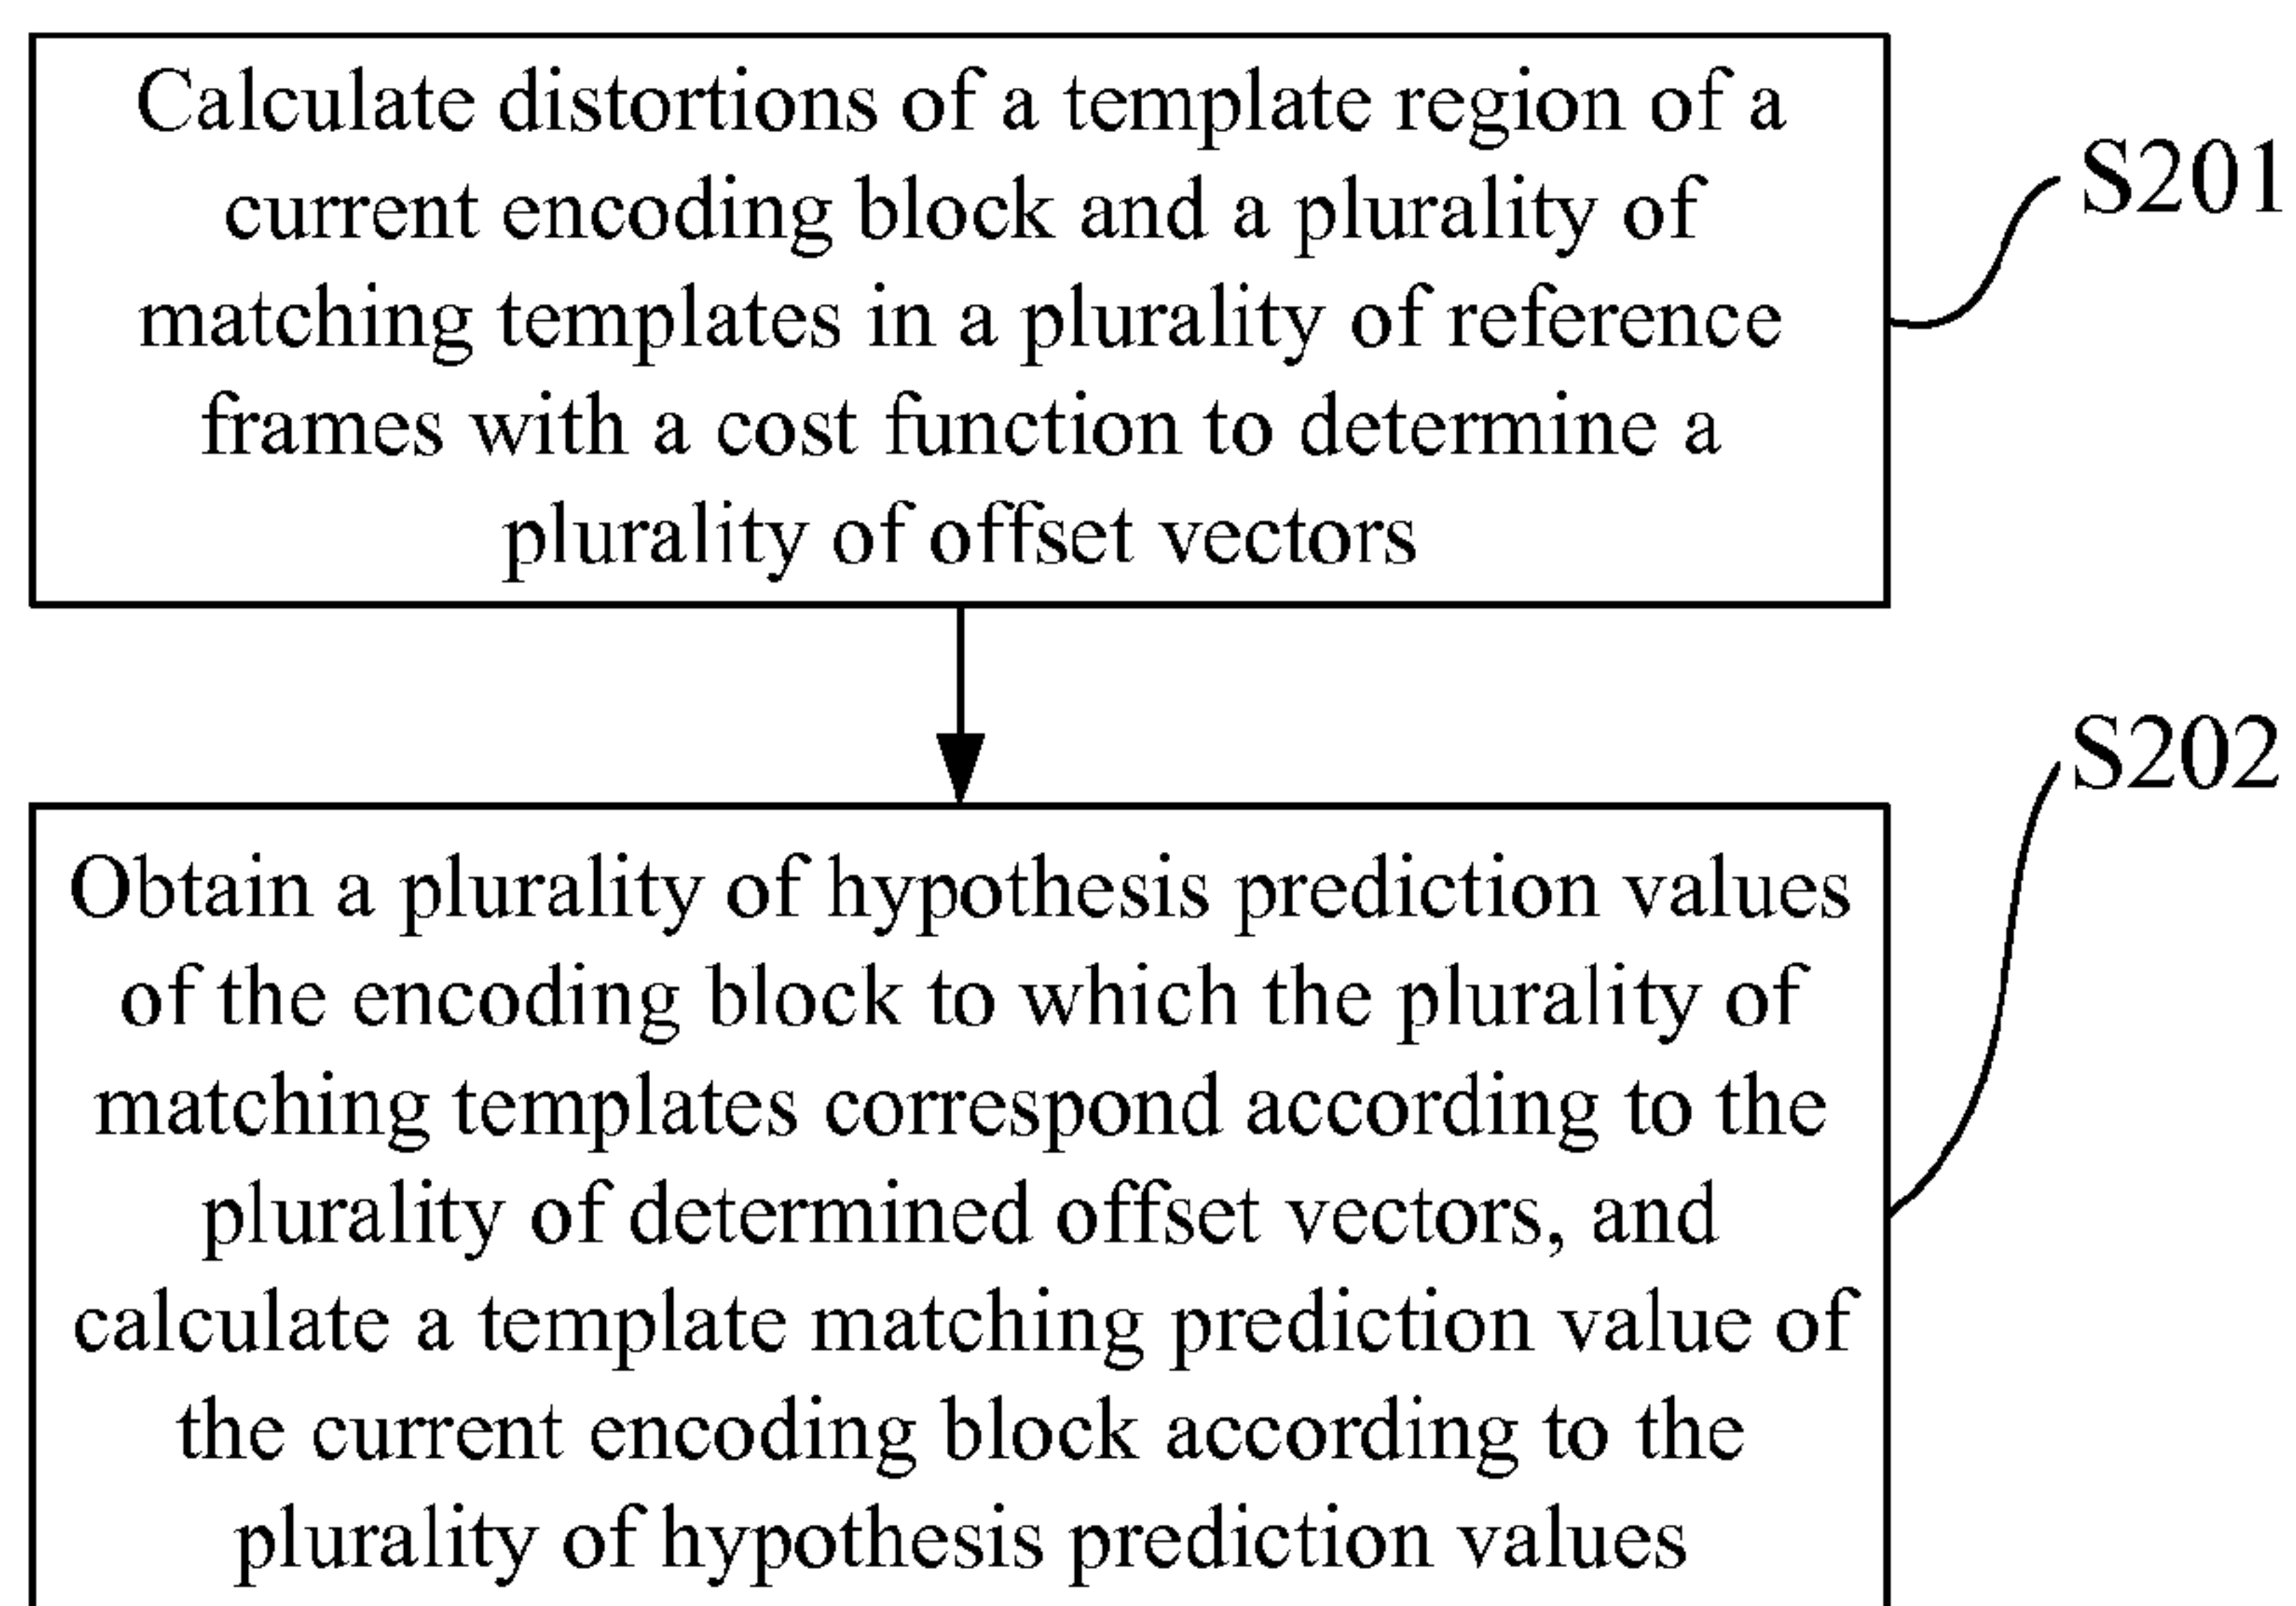 Calculate distortions of a template region of a
current encoding block and a plurality of
matching templates in a plurality of reference
frames with a cost function to determine a
plurality of offset vectors
S201
S202
Obtain a plurality of hypothesis prediction values
of the encoding block to which the plurality of
matching templates correspond according to the
plurality of determined offset vectors, and
calculate a template matching prediction value of
the current encoding block according to the
plurality of hypothesis prediction values